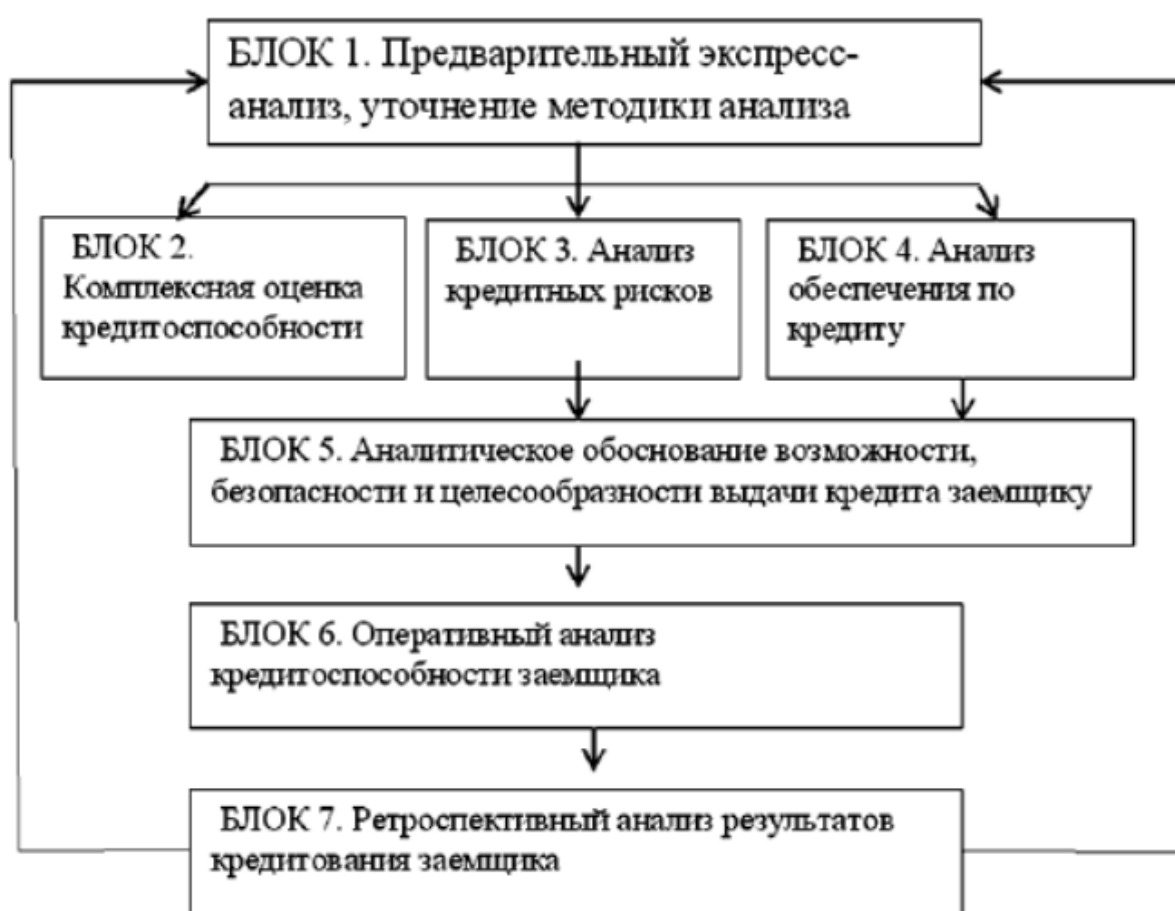 БЛОК 1. Предварительный экспресс-
анализ, уточнение методики анализа
БЛОК 2.
Комплексная оценка
кредитоспособности
БЛОК 3. Анализ
кредитных рисков
БЛОК 4. Анализ
обеспечения по
кредиту
БЛОК 5. Аналитическое обоснование возможности,
безопасности и целесообразности выдачи кредита заемщику
БЛОК 6. Оперативный анализ
кредитоспособности заемщика
БЛОК 7. Ретроспективный анализ результатов
кредитования заемщика